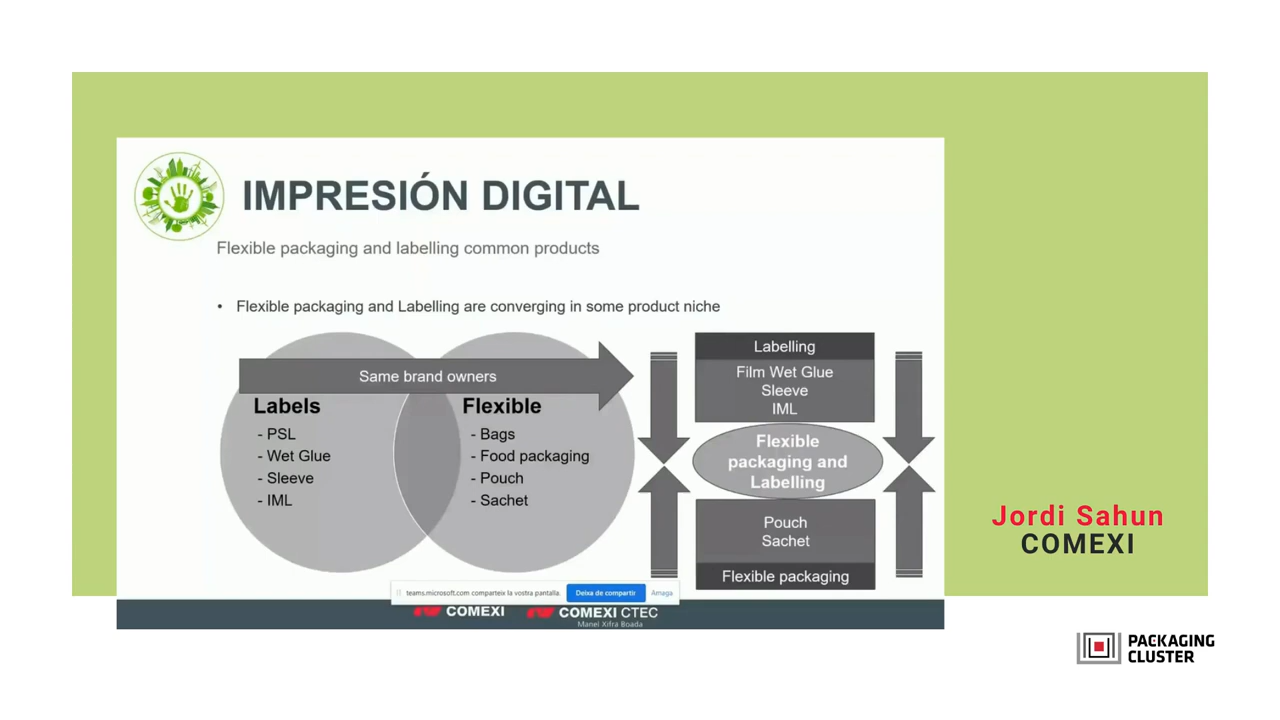 IMPRESIÓN DIGITAL
Flexible packaging and labelling common products
• Flexible packaging and Labelling are converging in some product niche
Same brand owners
Labels
- PSL
- Wet Glue
- Sleeve
- IML
Flexible
- Bags
- Food packaging
- Pouch
- Sachet
Labelling
Film Wet Glue
Sleeve
IML
Flexible
packaging and
Labelling
Pouch
Sachet
Flexible packaging
teams.microsoft.com comparteix la vostra pantalla.
Deixa de compartir
Amaga
COMEXI
COMEXI CTEC
Manel Xifra Boada
Jordi Sahun
COMEXI
PACKAGING
CLUSTER